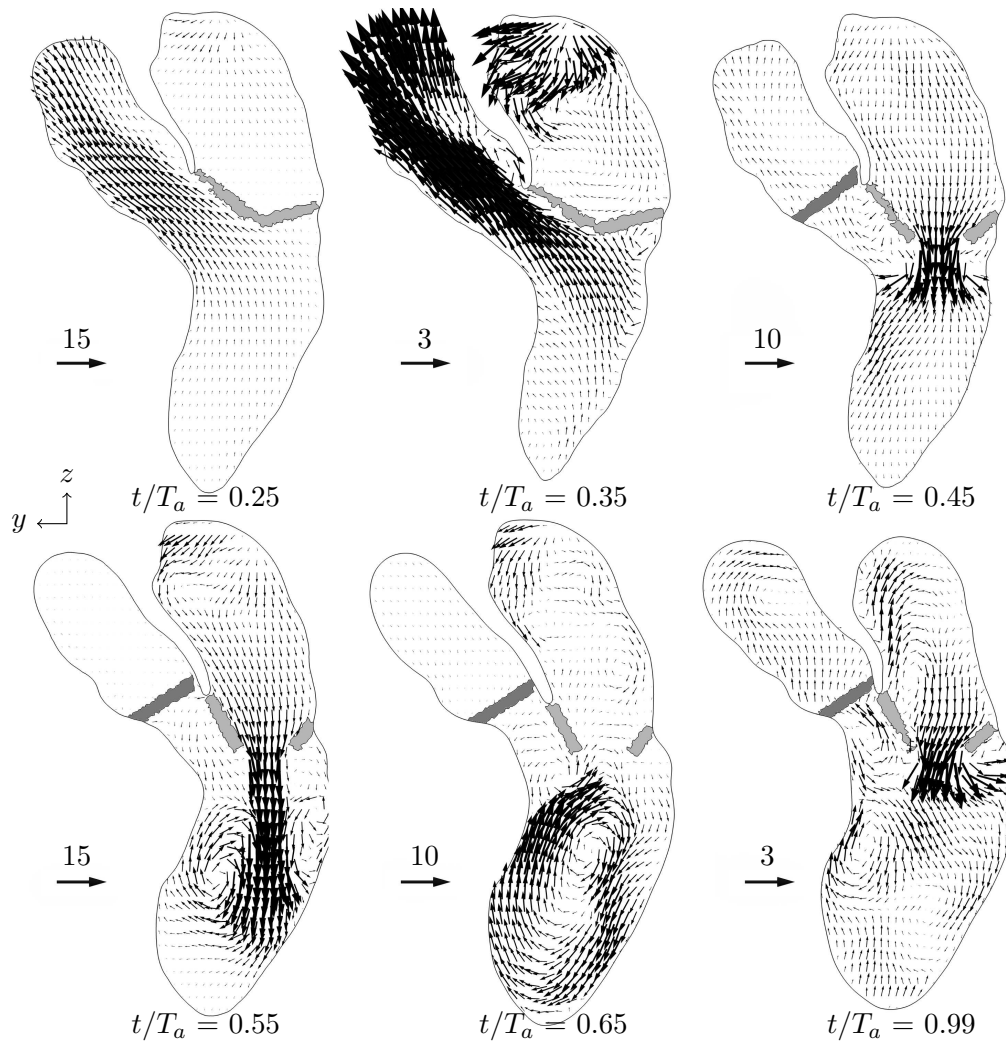 15
3
10
t/T_a = 0.25
t/T_a = 0.35
t/T_a = 0.45
z
y
15
10
3
t/T_a = 0.55
t/T_a = 0.65
t/T_a = 0.99